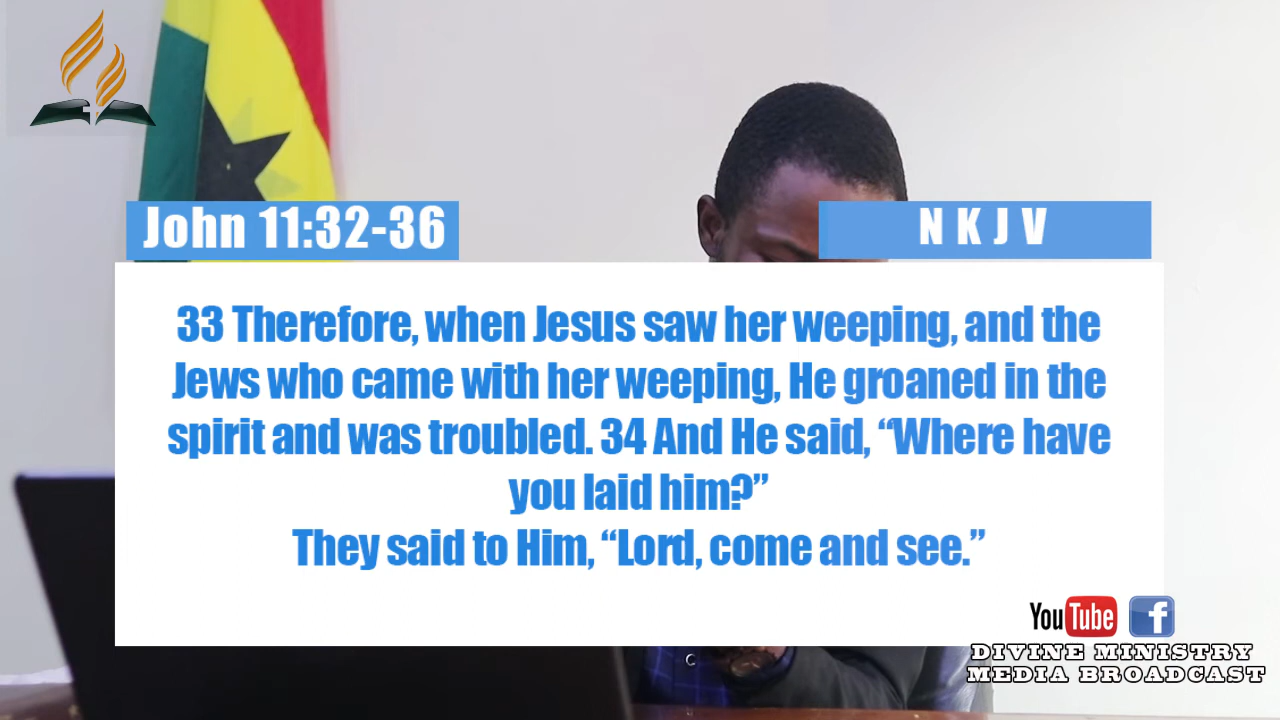 John 11:32-36
N K J V
33 Therefore, when Jesus saw her weeping, and the
Jews who came with her weeping, He groaned in the
spirit and was troubled. 34 And He said, “Where have
you laid him?”
They said to Him, “Lord, come and see.”
YouTube f
DIVINE MINISTRY
MEDIA BROADCAST